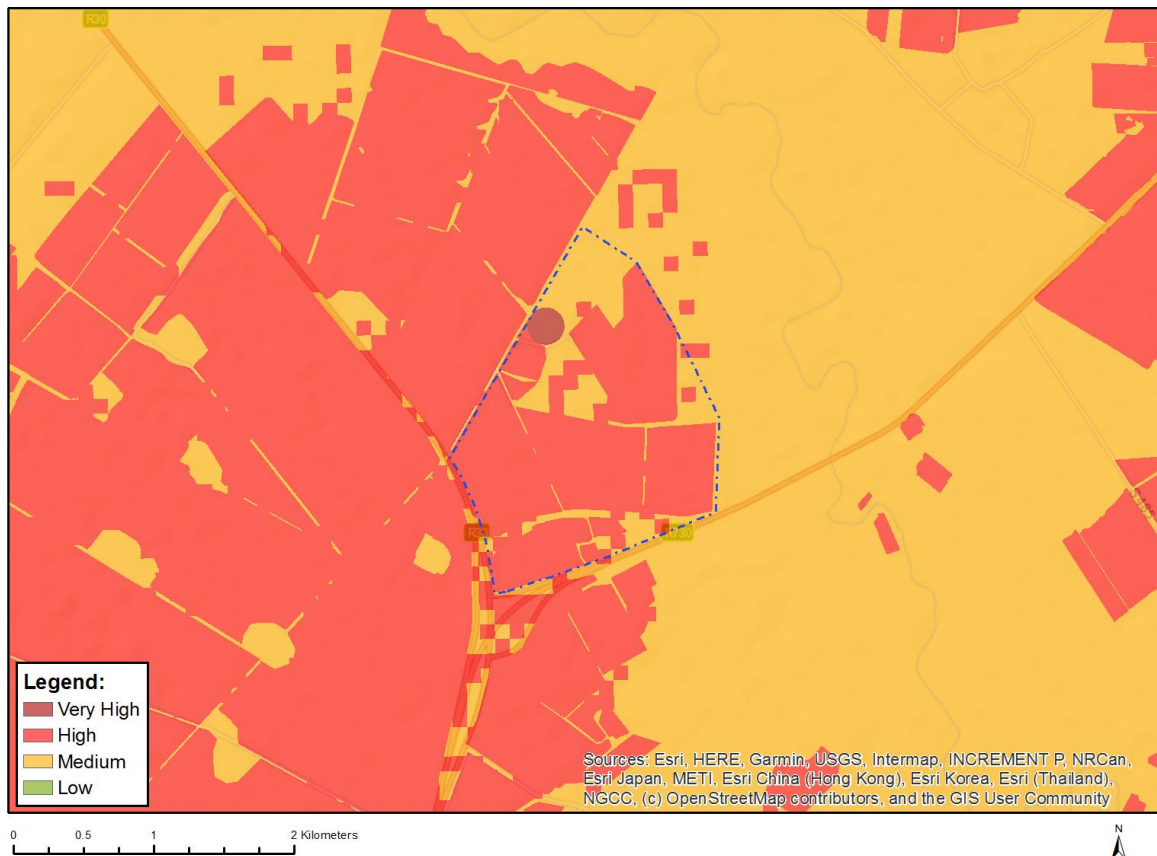 R30
R730
Legend:
Very High
High
Medium
Low
Sources: Esri, HERE, Garmin, USGS, Intermap, INCREMENT P, NRCan,
Esri Japan, METI, Esri China (Hong Kong), Esri Korea, Esri (Thailand),
NGCC, (c) OpenStreetMap contributors, and the GIS User Community
0 0.5 1 2 Kilometers
N